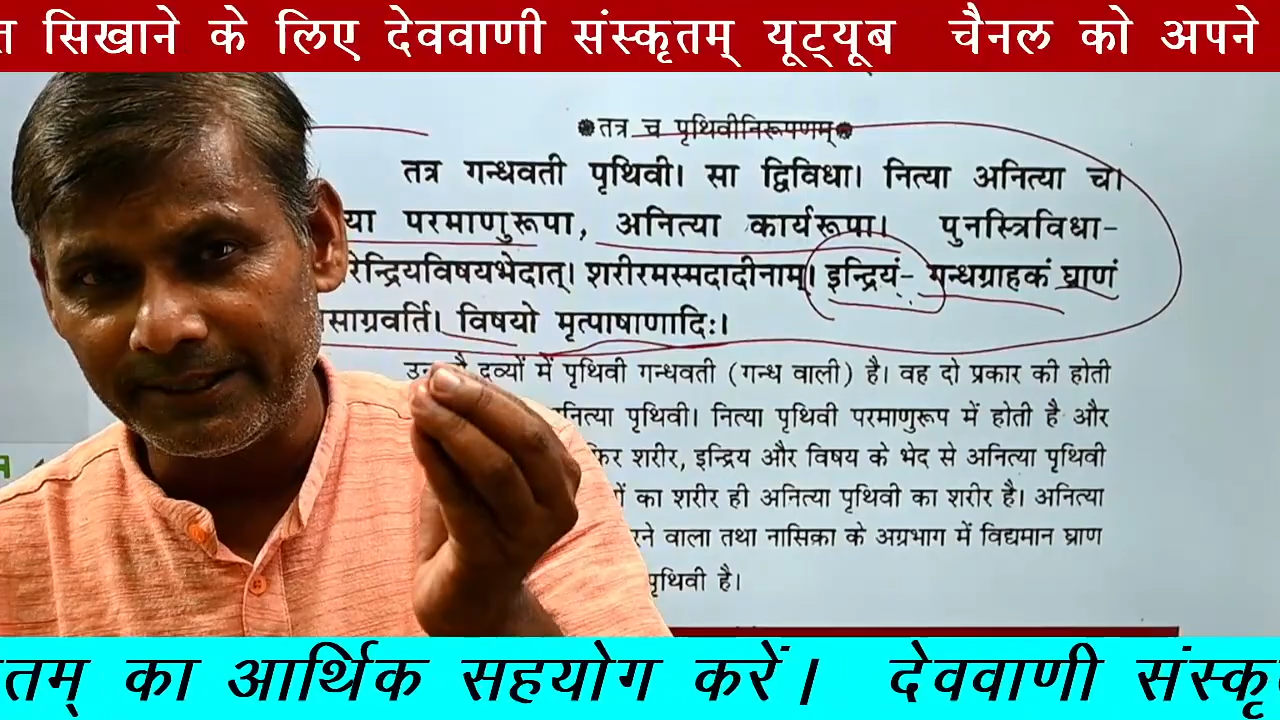 सिखाने के लिए देववाणी संस्कृतम् यूट्यूब चैनल को अपने
तत्र च पृथिवीनिरूपणम्
तत्र गन्धवती पृथिवी। सा द्विविधा। नित्या अनित्या च।
परमाणुरूपा, अनित्या कार्यरूपा। पुनस्त्रिविधा-
रेन्द्रियविषयभेदात्। शरीरमस्मदादीनाम्। इन्द्रियं- गन्धग्राहकं घ्राणं
साग्रवर्ति। विषयो मृत्पाषाणादिः।
द्रव्यों में पृथिवी गन्धवती (गन्ध वाली) है। वह दो प्रकार की होती
पृथिवी। नित्या पृथिवी परमाणुरूप में होती है और
शरीर, इन्द्रिय और विषय के भेद से अनित्या पृथिवी
का शरीर ही अनित्या पृथिवी का शरीर है। अनित्या
वाला तथा नासिका के अग्रभाग में विद्यमान घ्राण
पृथिवी है।
तम् का आर्थिक सहयोग करें। देववाणी संस्कृ